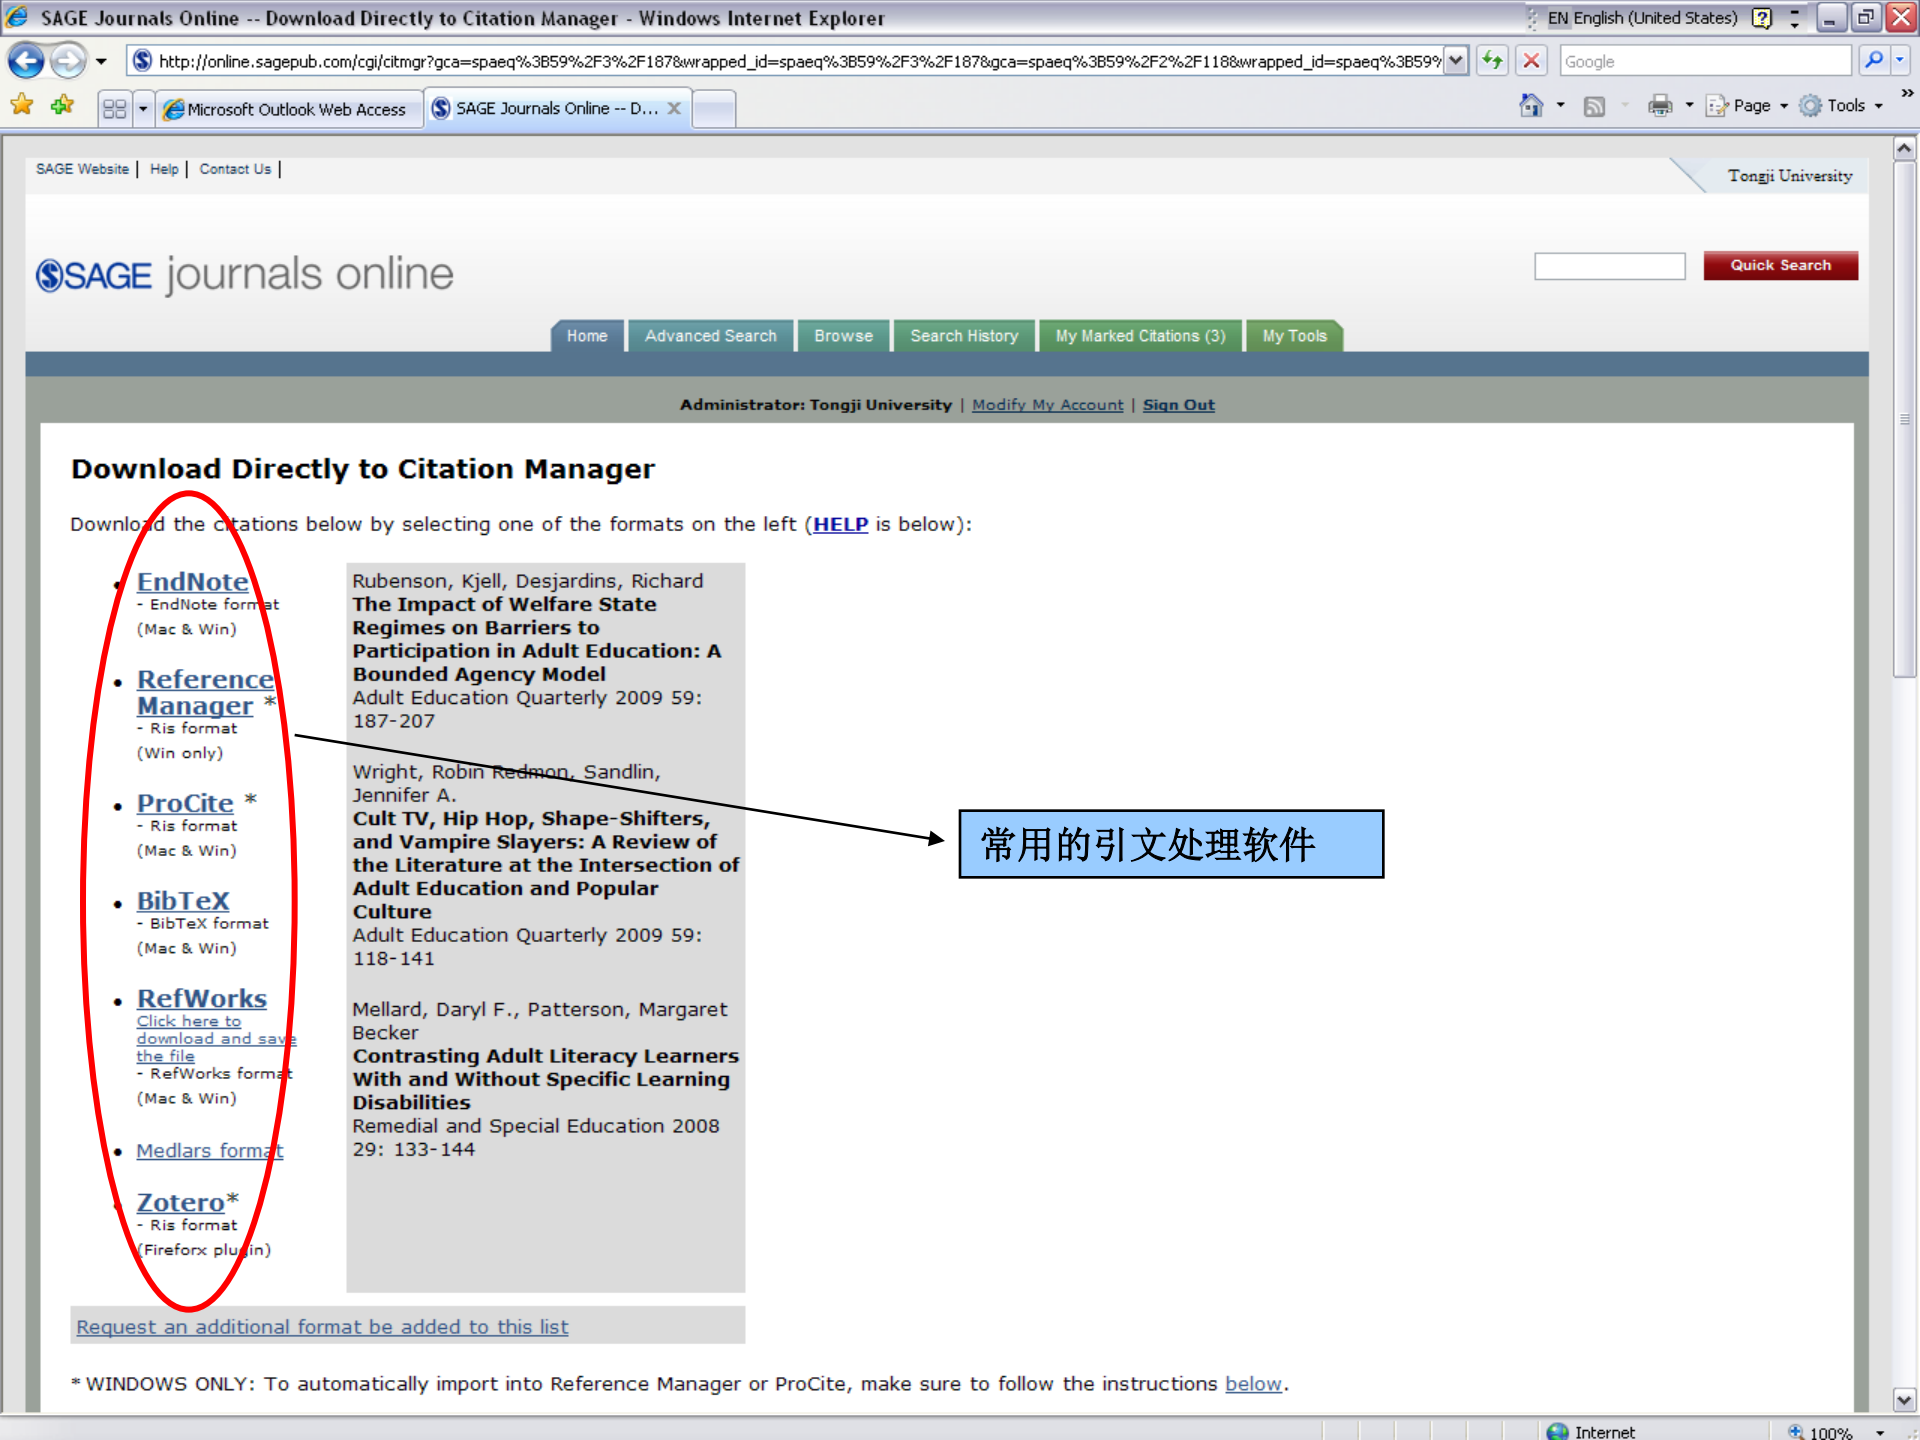 SAGE Journals Online -- Download Directly to Citation Manager - Windows Internet Explorer
EN English (United States)
http://online.sagepub.com/cgi/citmgr?gca=spaeq%3B59%2F3%2F187&wrapped_id=spaeq%3B59%2F3%2F187&gca=spaeq%3B59%2F2%2F118&wrapped_id=spaeq%3B59%
Google
Microsoft Outlook Web Access
SAGE Journals Online -- D...
Page
Tools
SAGE Website | Help | Contact Us |
Tongji University
SAGE journals online
Quick Search
Home
Advanced Search
Browse
Search History
My Marked Citations (3)
My Tools
Administrator: Tongji University | Modify My Account | Sign Out
Download Directly to Citation Manager
Download the citations below by selecting one of the formats on the left (HELP is below):
• EndNote
- EndNote format
(Mac & Win)
• Reference
Manager *
- Ris format
(Win only)
• ProCite *
- Ris format
(Mac & Win)
• BibTeX
- BibTeX format
(Mac & Win)
• RefWorks
Click here to
download and save
the file
- RefWorks format
(Mac & Win)
• Medlars format
• Zotero*
- Ris format
(Fireforx plugin)
Rubenson, Kjell, Desjardins, Richard
The Impact of Welfare State
Regimes on Barriers to
Participation in Adult Education: A
Bounded Agency Model
Adult Education Quarterly 2009 59:
187-207
Wright, Robin Redmon, Sandlin,
Jennifer A.
Cult TV, Hip Hop, Shape-Shifters,
and Vampire Slayers: A Review of
the Literature at the Intersection of
Adult Education and Popular
Culture
Adult Education Quarterly 2009 59:
118-141
Mellard, Daryl F., Patterson, Margaret
Becker
Contrasting Adult Literacy Learners
With and Without Specific Learning
Disabilities
Remedial and Special Education 2008
29: 133-144
常用的引文处理软件
Request an additional format be added to this list
* WINDOWS ONLY: To automatically import into Reference Manager or ProCite, make sure to follow the instructions below.
Internet
100%